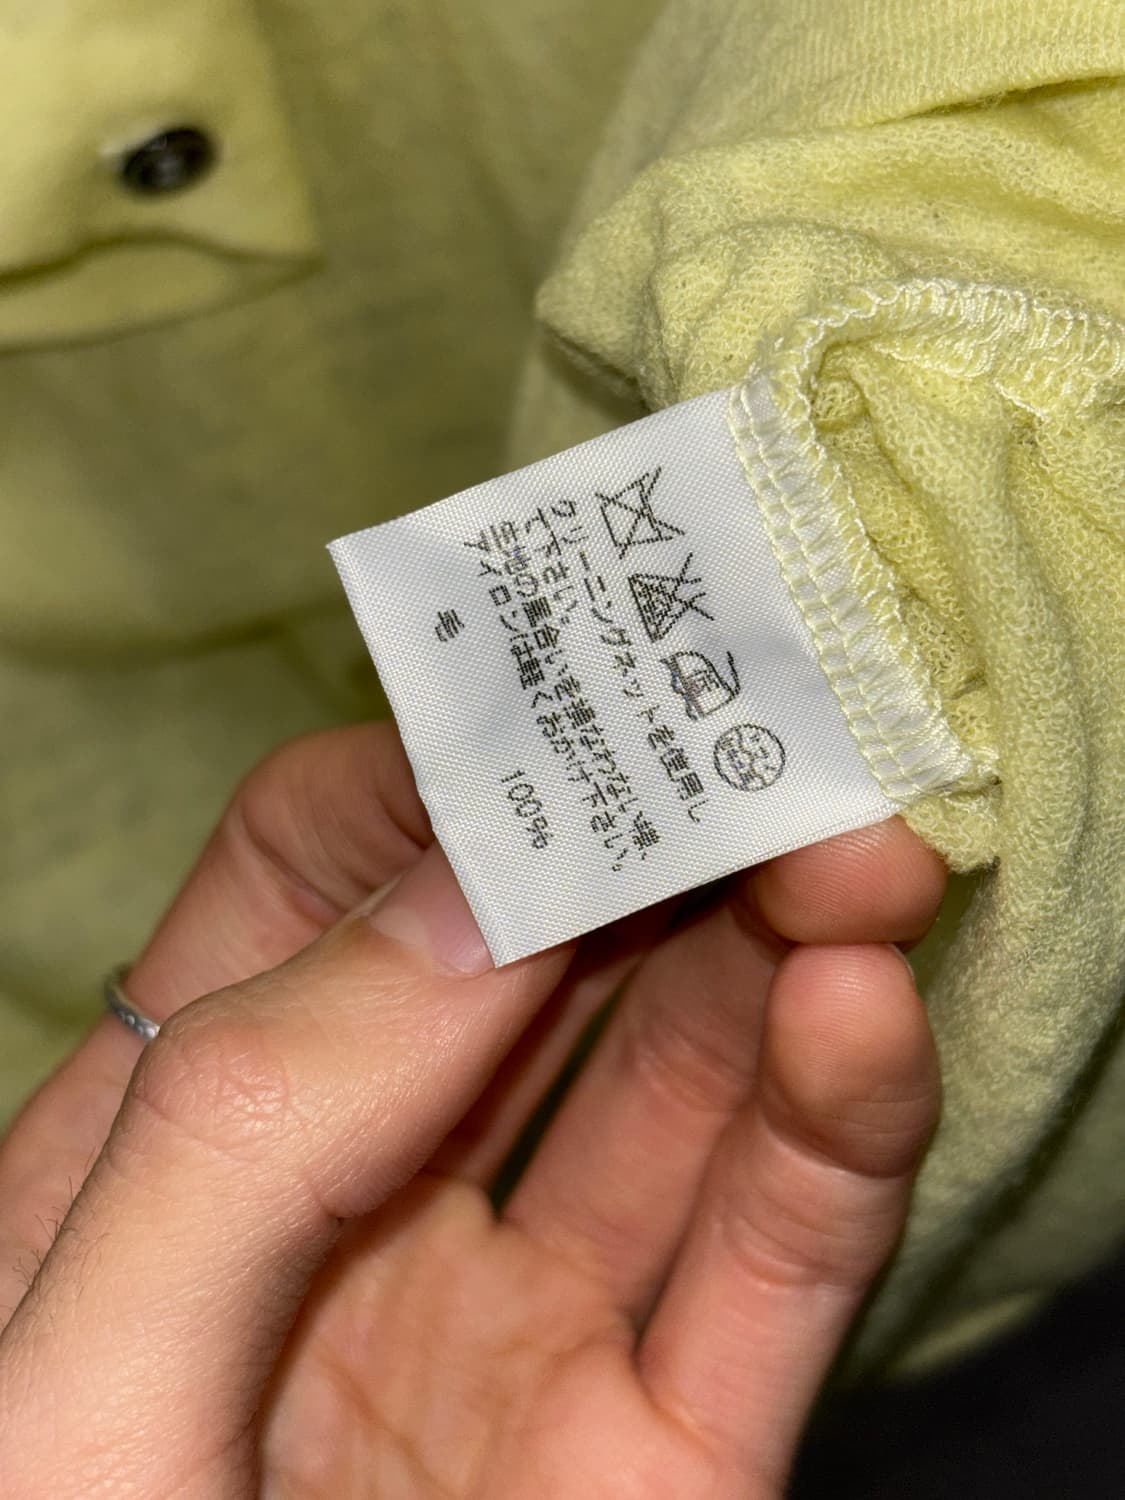 クリーニングネットを使用し
て下さい。
生地の風合いを損なわない様、
アイロンは軽くおかけ下さい。
毛 100%